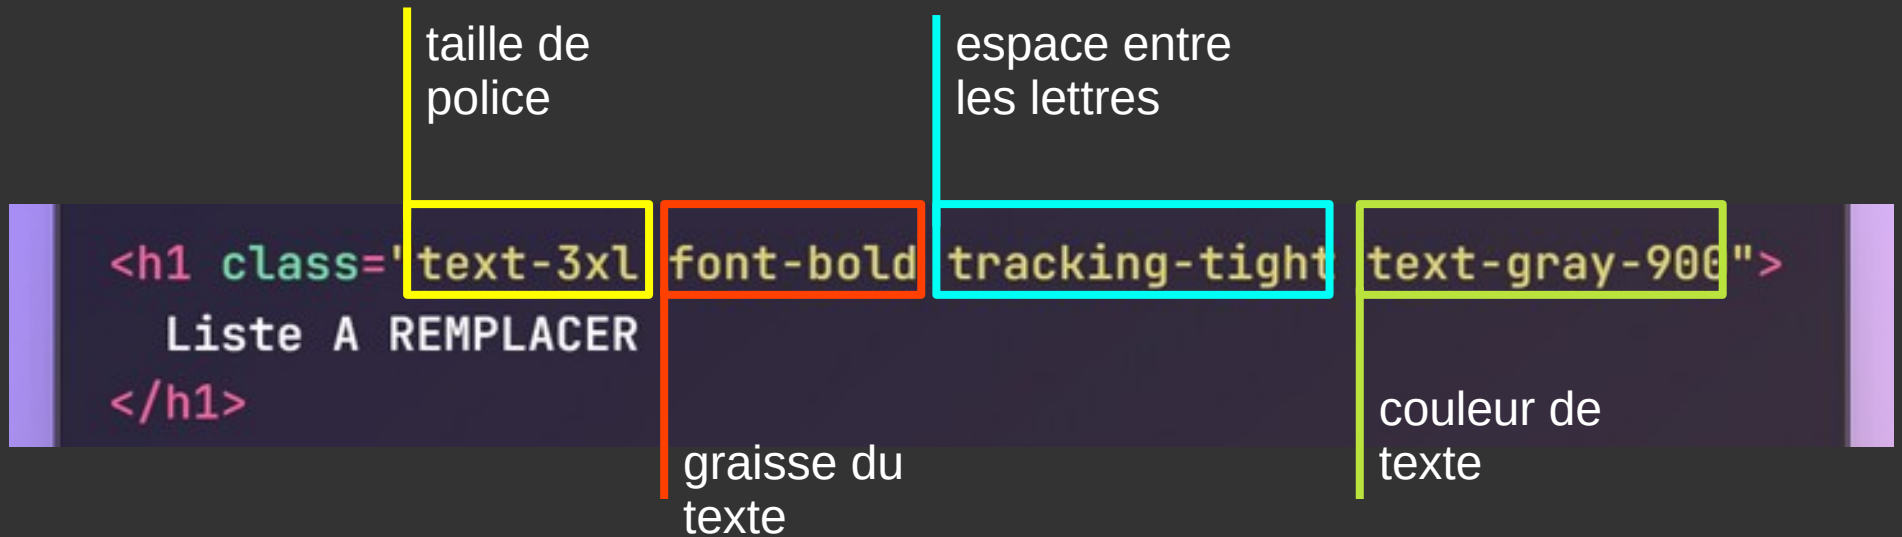 taille de
police
espace entre
les lettres
<h1 class="text-3xl font-bold tracking-tight text-gray-900">
Liste A REMPLACER
</h1>
graisse du
texte
couleur de
texte